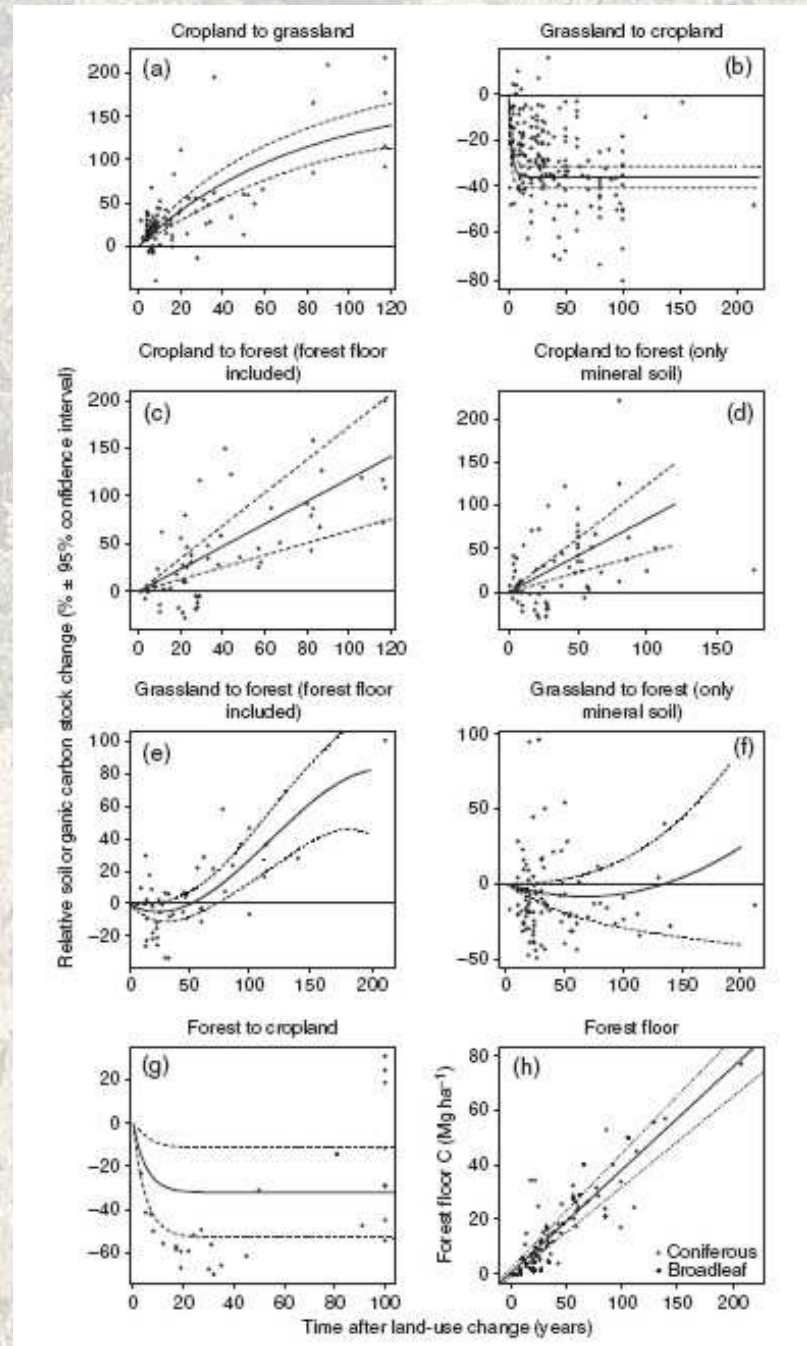 Cropland to grassland
Grassland to cropland
(a)
(b)
200
150
100
50
0
0 20 40 60 80 100 120
0
−20
−40
−60
−80
0 50 100 150 200
Cropland to forest (forest floor
included)
Cropland to forest (only
mineral soil)
(c)
(d)
200
150
100
50
0
0 20 40 60 80 100 120
200
150
100
50
0
0 50 100 150
Relative soil organic carbon stock change (% ± 95% confidence interval)
Grassland to forest (forest floor
included)
Grassland to forest (only
mineral soil)
(e)
(f)
100
80
60
40
20
0
−20
0 50 100 150 200
100
50
0
−50
0 50 100 150 200
Forest to cropland
Forest floor
(g)
(h)
20
0
−20
−40
−60
0 20 40 60 80 100
Forest floor C (Mg ha⁻¹)
80
60
40
20
0
0 50 100 150 200
Coniferous
Broadleaf
Time after land-use change (years)